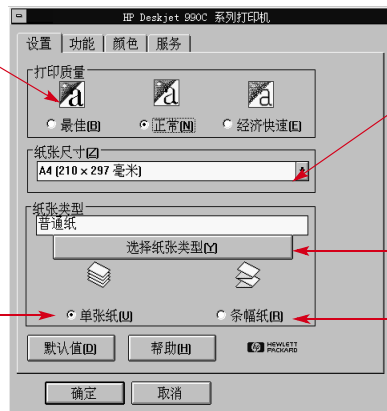 HP Deskjet 990C 系列打印机
设置 功能 颜色 服务
打印质量
a a a
最佳(B) 正常(N) 经济快速(E)
纸张尺寸(Z)
A4 (210 x 297 毫米)
纸张类型
普通纸
选择纸张类型(Y)
单张纸(U) 条幅纸(R)
默认值(D) 帮助(H) hp HEWLETT PACKARD
确定 取消